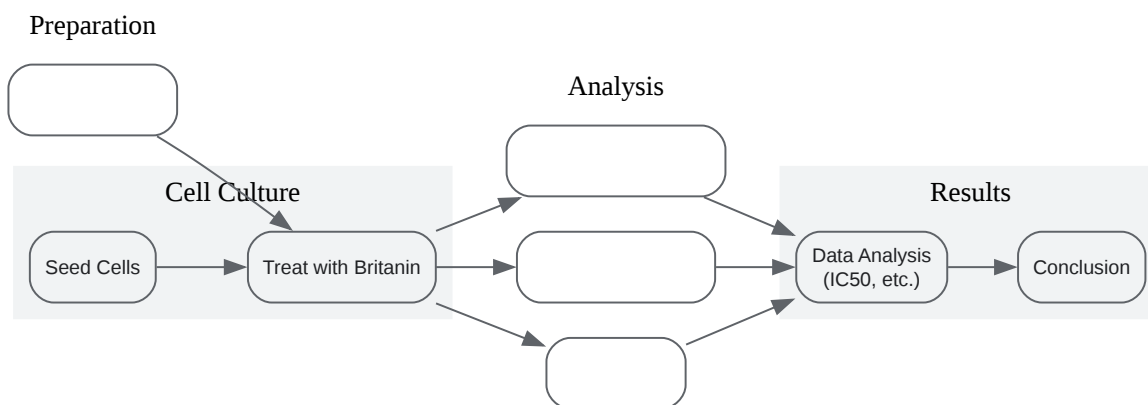 Preparation
Analysis
Cell Culture
Results
Seed Cells
Treat with Britanin
Data Analysis
(IC50, etc.)
Conclusion